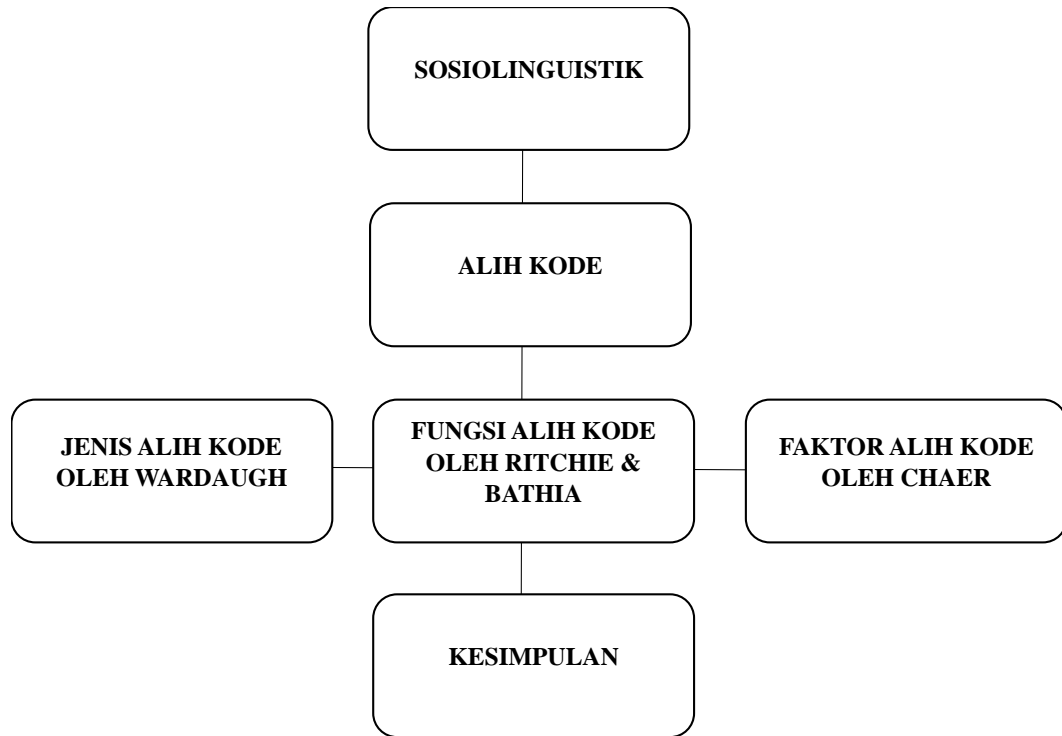 SOSIOLINGUISTIK
ALIH KODE
JENIS ALIH KODE
OLEH WARDAUGH
FUNGSI ALIH KODE
OLEH RITCHIE &
BATHIA
FAKTOR ALIH KODE
OLEH CHAER
KESIMPULAN